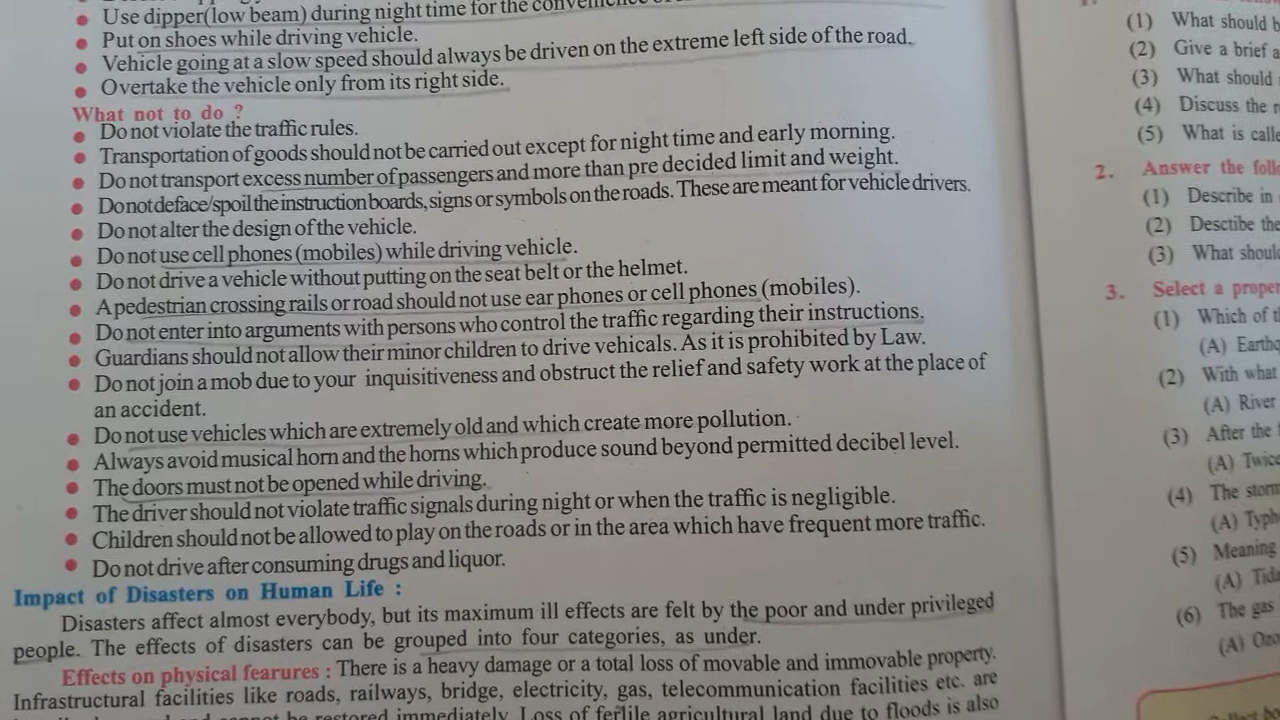 Use dipper(low beam) during night time for the convenience
Put on shoes while driving vehicle.
Vehicle going at a slow speed should always be driven on the extreme left side of the road.
Overtake the vehicle only from its right side.
What not to do ?
Do not violate the traffic rules.
Transportation of goods should not be carried out except for night time and early morning.
Do not transport excess number of passengers and more than pre decided limit and weight.
Do not deface/spoil the instruction boards, signs or symbols on the roads. These are meant for vehicle drivers.
Do not alter the design of the vehicle.
Do not use cell phones (mobiles) while driving vehicle.
Do not drive a vehicle without putting on the seat belt or the helmet.
A pedestrian crossing rails or road should not use ear phones or cell phones (mobiles).
Do not enter into arguments with persons who control the traffic regarding their instructions.
Guardians should not allow their minor children to drive vehicals. As it is prohibited by Law.
Do not join a mob due to your inquisitiveness and obstruct the relief and safety work at the place of
an accident.
Do not use vehicles which are extremely old and which create more pollution.
Always avoid musical horn and the horns which produce sound beyond permitted decibel level.
The doors must not be opened while driving.
The driver should not violate traffic signals during night or when the traffic is negligible.
Children should not be allowed to play on the roads or in the area which have frequent more traffic.
Do not drive after consuming drugs and liquor.
Impact of Disasters on Human Life :
Disasters affect almost everybody, but its maximum ill effects are felt by the poor and under privileged
people. The effects of disasters can be grouped into four categories, as under.
Effects on physical fearures : There is a heavy damage or a total loss of movable and immovable property.
Infrastructural facilities like roads, railways, bridge, electricity, gas, telecommunication facilities etc. are
cannot be restored immediately. Loss of fertile agricultural land due to floods is also
(1) What should b
(2) Give a brief a
(3) What should
(4) Discuss the r
(5) What is calle
2. Answer the foll
(1) Describe in
(2) Desctibe the
(3) What shoul
3. Select a proper
(1) Which of t
(A) Earthq
(2) With what
(A) River
(3) After the
(A) Twice
(4) The storm
(A) Typh
(5) Meaning
(A) Tida
(6) The gas
(A) Ozo